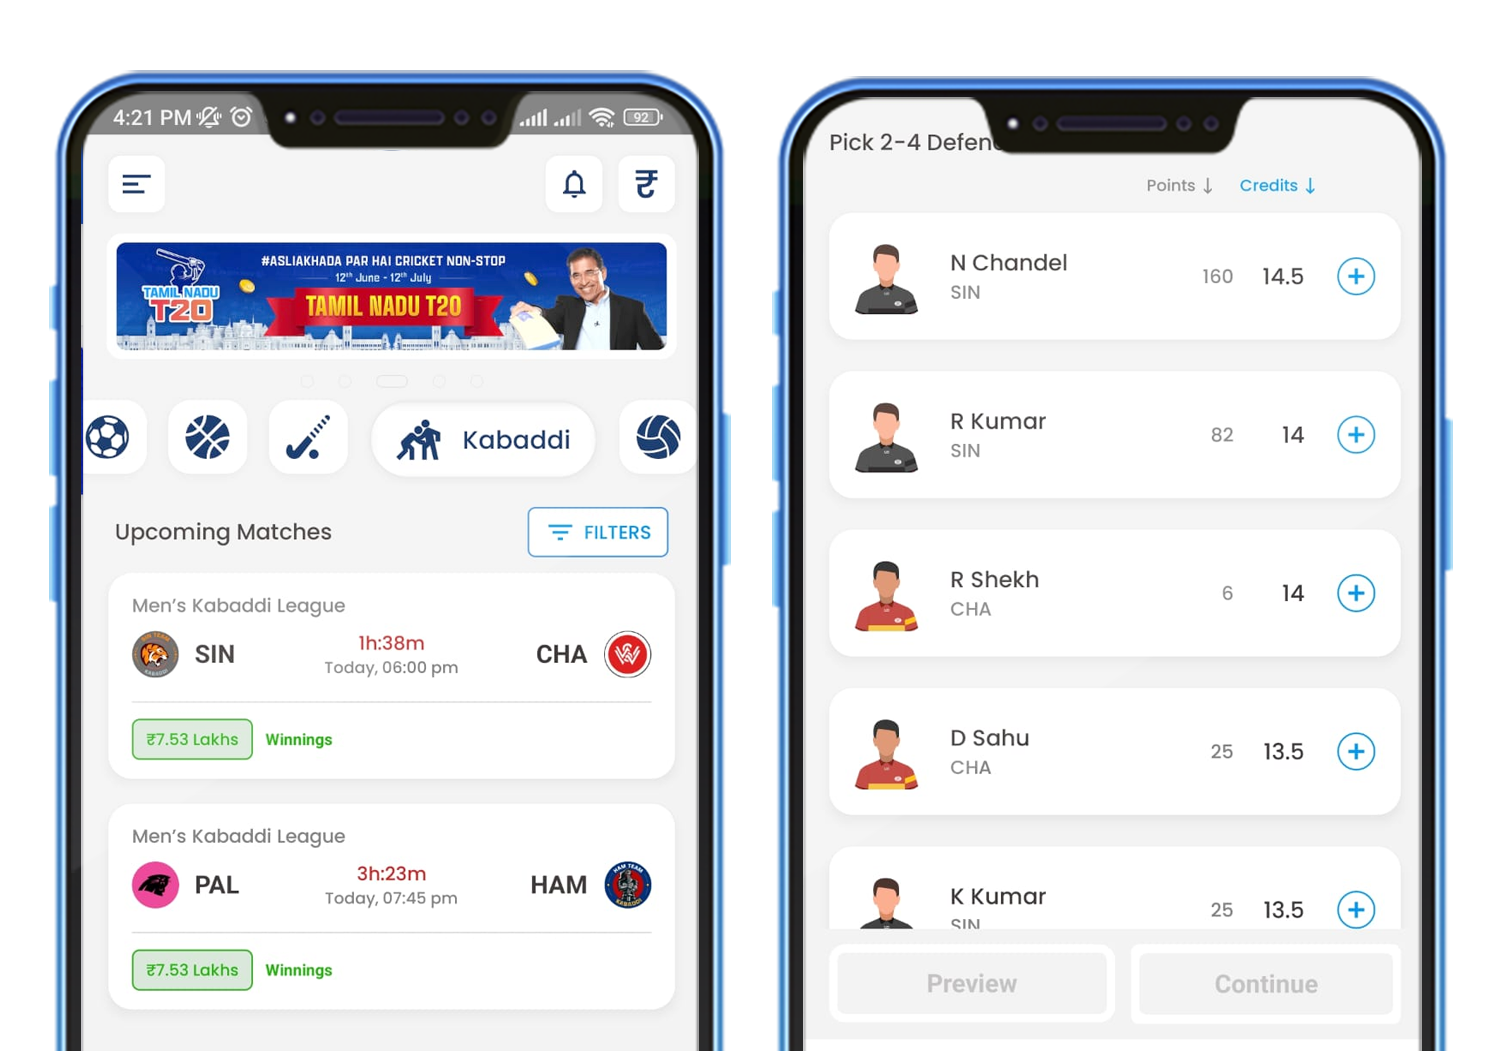 4:21 PM
92
TAMIL NADU
T20
#ASLIAKHADA PAR HAI CRICKET NON-STOP
12th June - 12th July
TAMIL NADU T20
Kabaddi
Upcoming Matches
FILTERS
Men's Kabaddi League
SIN
1h:38m
Today, 06:00 pm
CHA
₹7.53 Lakhs Winnings
Men's Kabaddi League
PAL
3h:23m
Today, 07:45 pm
HAM
₹7.53 Lakhs Winnings
Pick 2-4 Defen
Points ↓ Credits ↓
N Chandel
SIN
160 14.5
R Kumar
SIN
82 14
R Shekh
CHA
6 14
D Sahu
CHA
25 13.5
K Kumar
SIN
25 13.5
Preview Continue